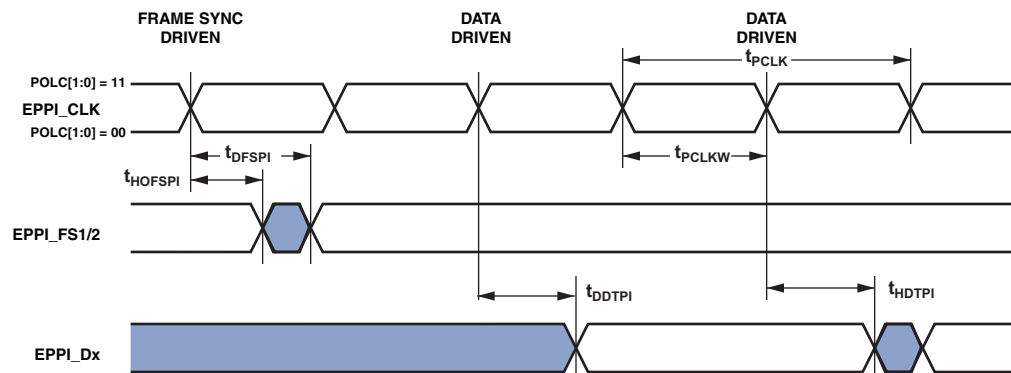 FRAME SYNC
DRIVEN
DATA
DRIVEN
DATA
DRIVEN
tPCLK
POLC[1:0] = 11
EPPI_CLK
POLC[1:0] = 00
tDFSPI
tPCLKW
tHOFSPI
EPPI_FS1/2
tDDTPI
tHDTPI
EPPI_Dx